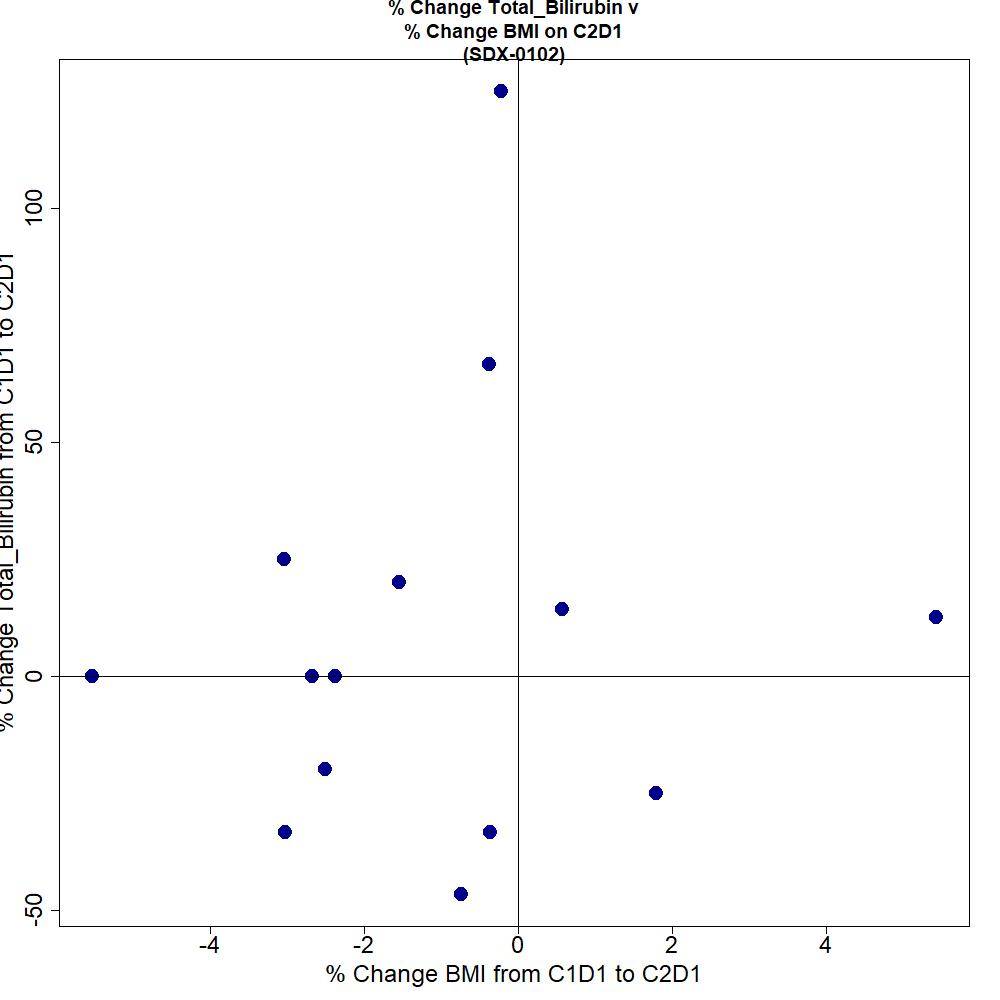 % Change Total_Bilirubin v
% Change BMI on C2D1
(SDX-0102)
% Change Total_Bilirubin from C1D1 to C2D1
100
50
0
-50
-4
-2
0
2
4
% Change BMI from C1D1 to C2D1